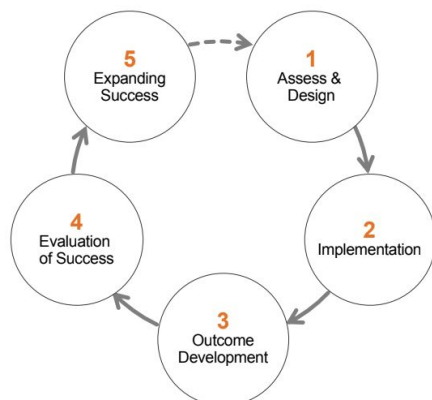 1
Assess &
Design
2
Implementation
3
Outcome
Development
4
Evaluation
of Success
5
Expanding
Success